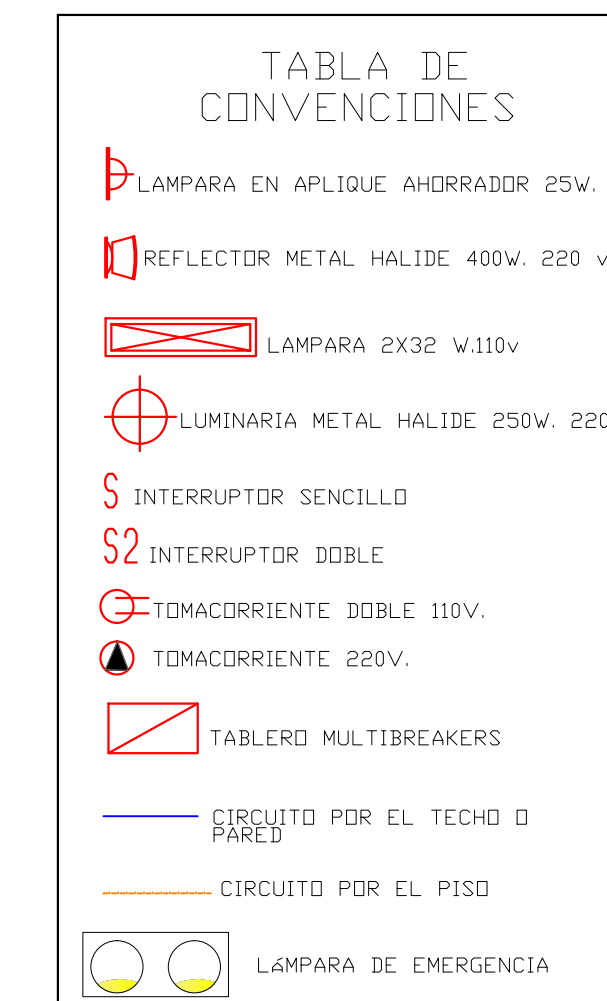 TABLA DE
CONVENCIONES
LAMPARA EN APLIQUE AHORRADOR 25W.
REFLECTOR METAL HALIDE 400W. 220 v
LAMPARA 2X32 W.110v
LUMINARIA METAL HALIDE 250W. 220
S INTERRUPTOR SENCILLO
S2 INTERRUPTOR DOBLE
TOMACORRIENTE DOBLE 110V.
TOMACORRIENTE 220V.
TABLERO MULTIBREAKERS
CIRCUITO POR EL TECHO O
PARED
CIRCUITO POR EL PISO
LáMPARA DE EMERGENCIA